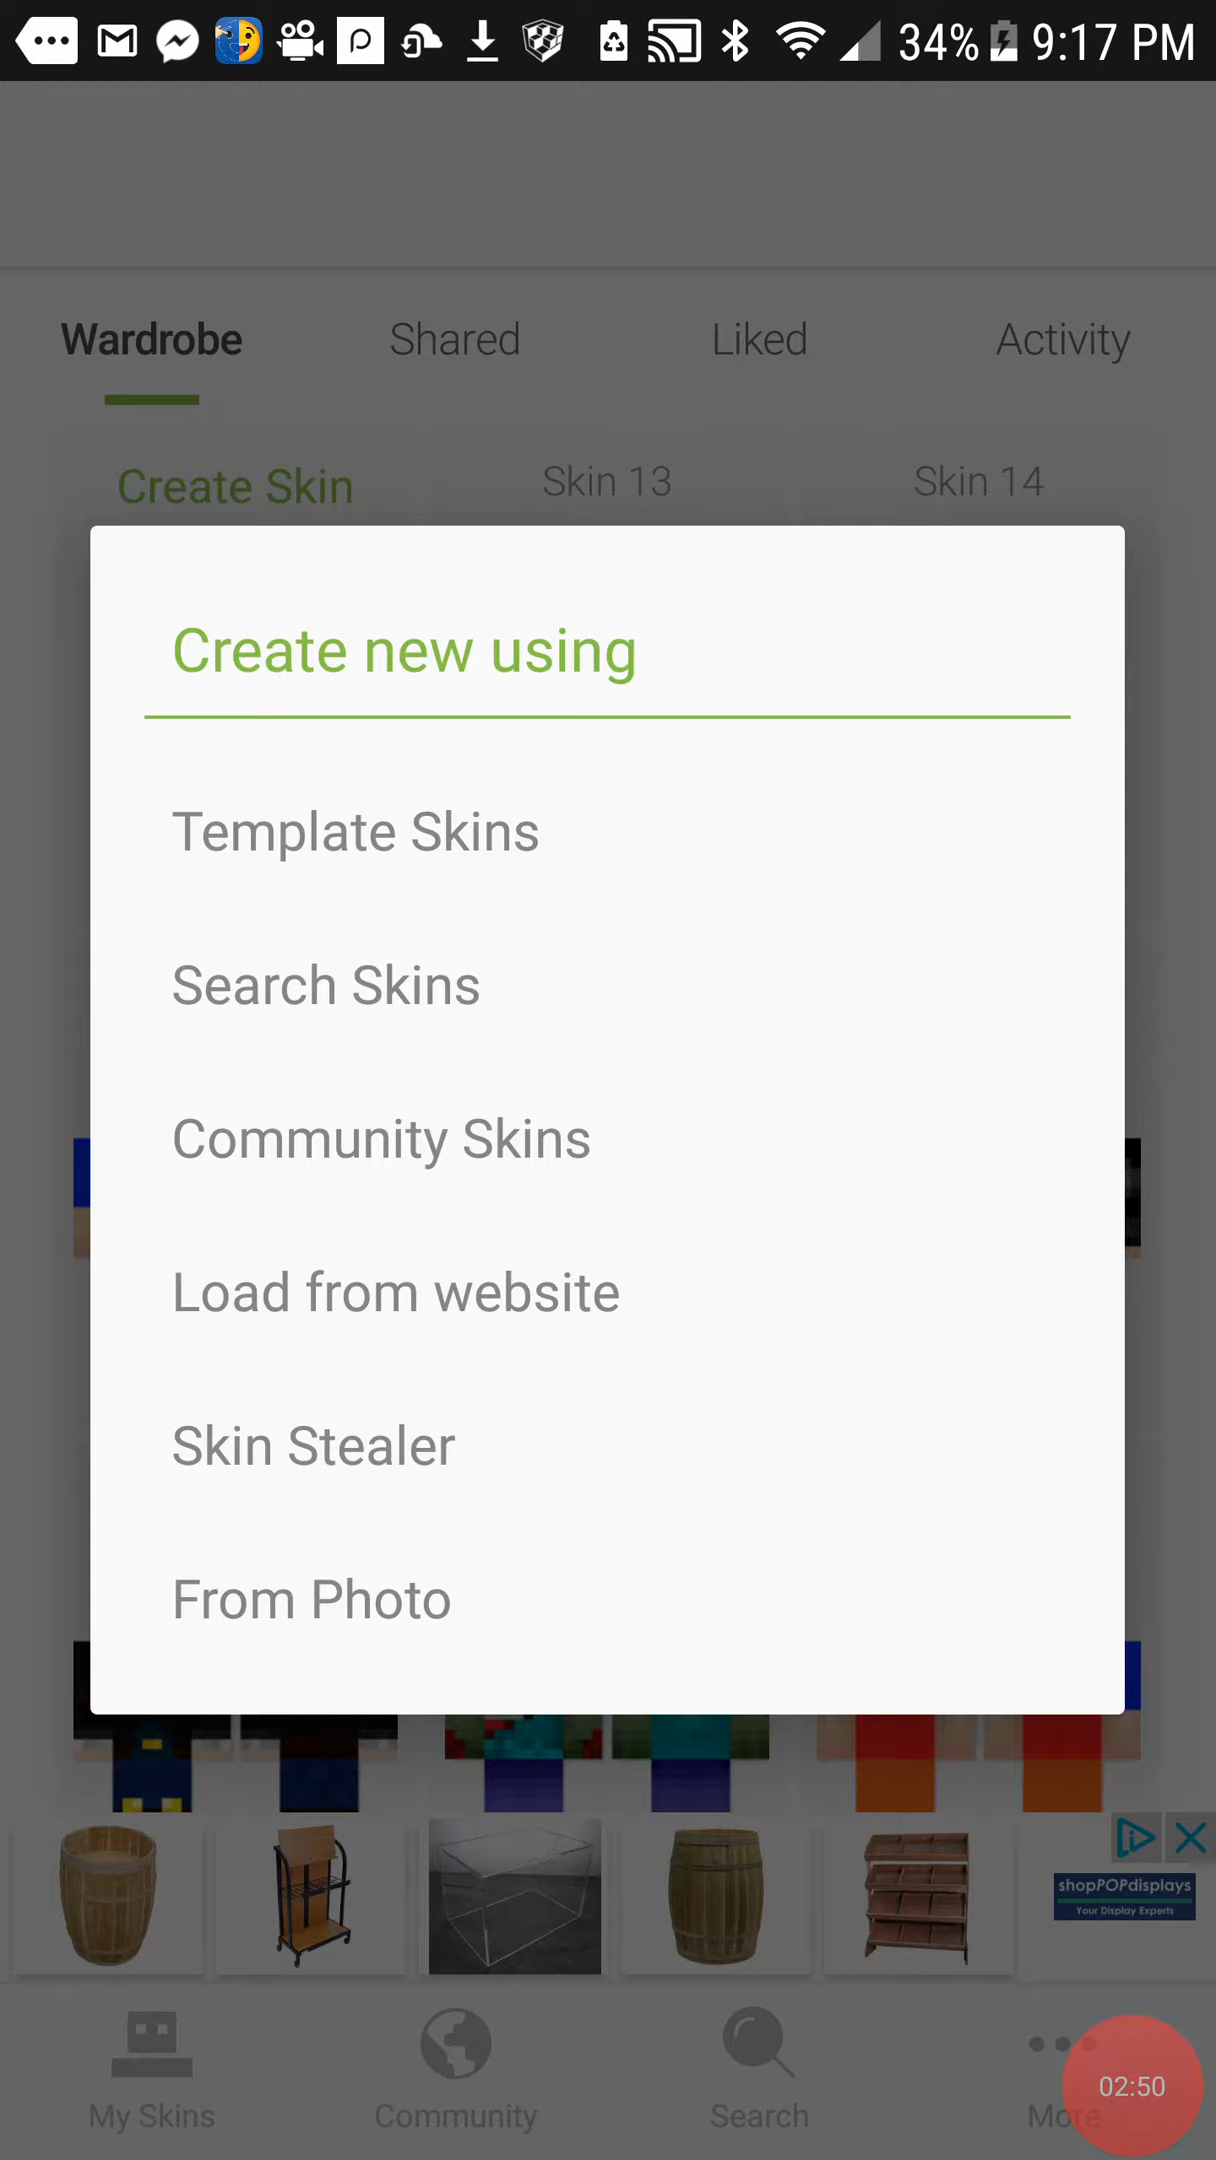 34% 9:17 PM
Wardrobe Shared Liked Activity
Create Skin Skin 13 Skin 14
Create new using
Template Skins
Search Skins
Community Skins
Load from website
Skin Stealer
From Photo
shopPOPdisplays
Your Display Experts
My Skins Community Search More
02:50